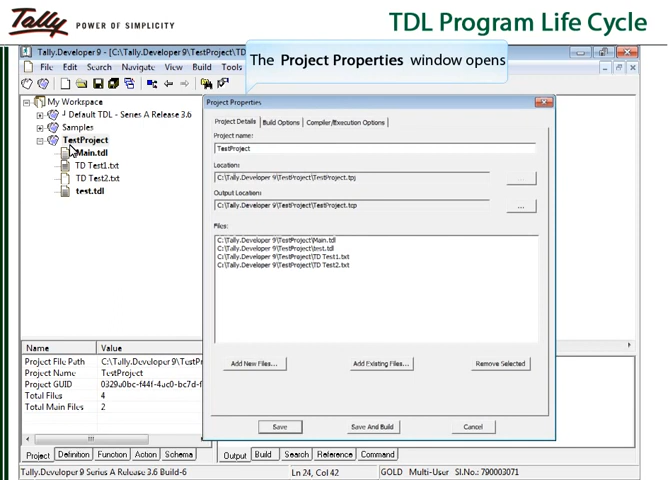 Tally
POWER OF SIMPLICITY
TDL Program Life Cycle
Tally.Developer 9 - [C:\Tally.Developer 9\TestProject\TD
The Project Properties window opens
File Edit Search Navigate View Build Tools
My Workspace
Default TDL - Series A Release 3.6
Samples
TestProject
Main.tdl
TD Test1.txt
TD Test2.txt
test.tdl
Project Properties
Project Details Build Options Compiler/Execution Options
Project name:
TestProject
Location:
C:\Tally.Developer 9\TestProject\TestProject.tpj
...
Output Location:
C:\Tally.Developer 9\TestProject\TestProject.tcp
...
Files:
C:\Tally.Developer 9\TestProject\Main.tdl
C:\Tally.Developer 9\TestProject\test.tdl
C:\Tally.Developer 9\TestProject\TD Test1.txt
C:\Tally.Developer 9\TestProject\TD Test2.txt
Add New Files... Add Existing Files... Remove Selected
Save Save And Build Cancel
Name Value
Project File Path C:\Tally.Developer 9\TestPr
Project Name TestProject
Project GUID 0329a0bc-f44f-4uc0-bc7d-f
Total Files 4
Total Main Files 2
Project Definition Function Action Schema
Output Build Search Reference Command
Tally.Developer 9 Series A Release 3.6 Build-6
Ln 24, Col 42
GOLD Multi-User Sl.No.: 790003071